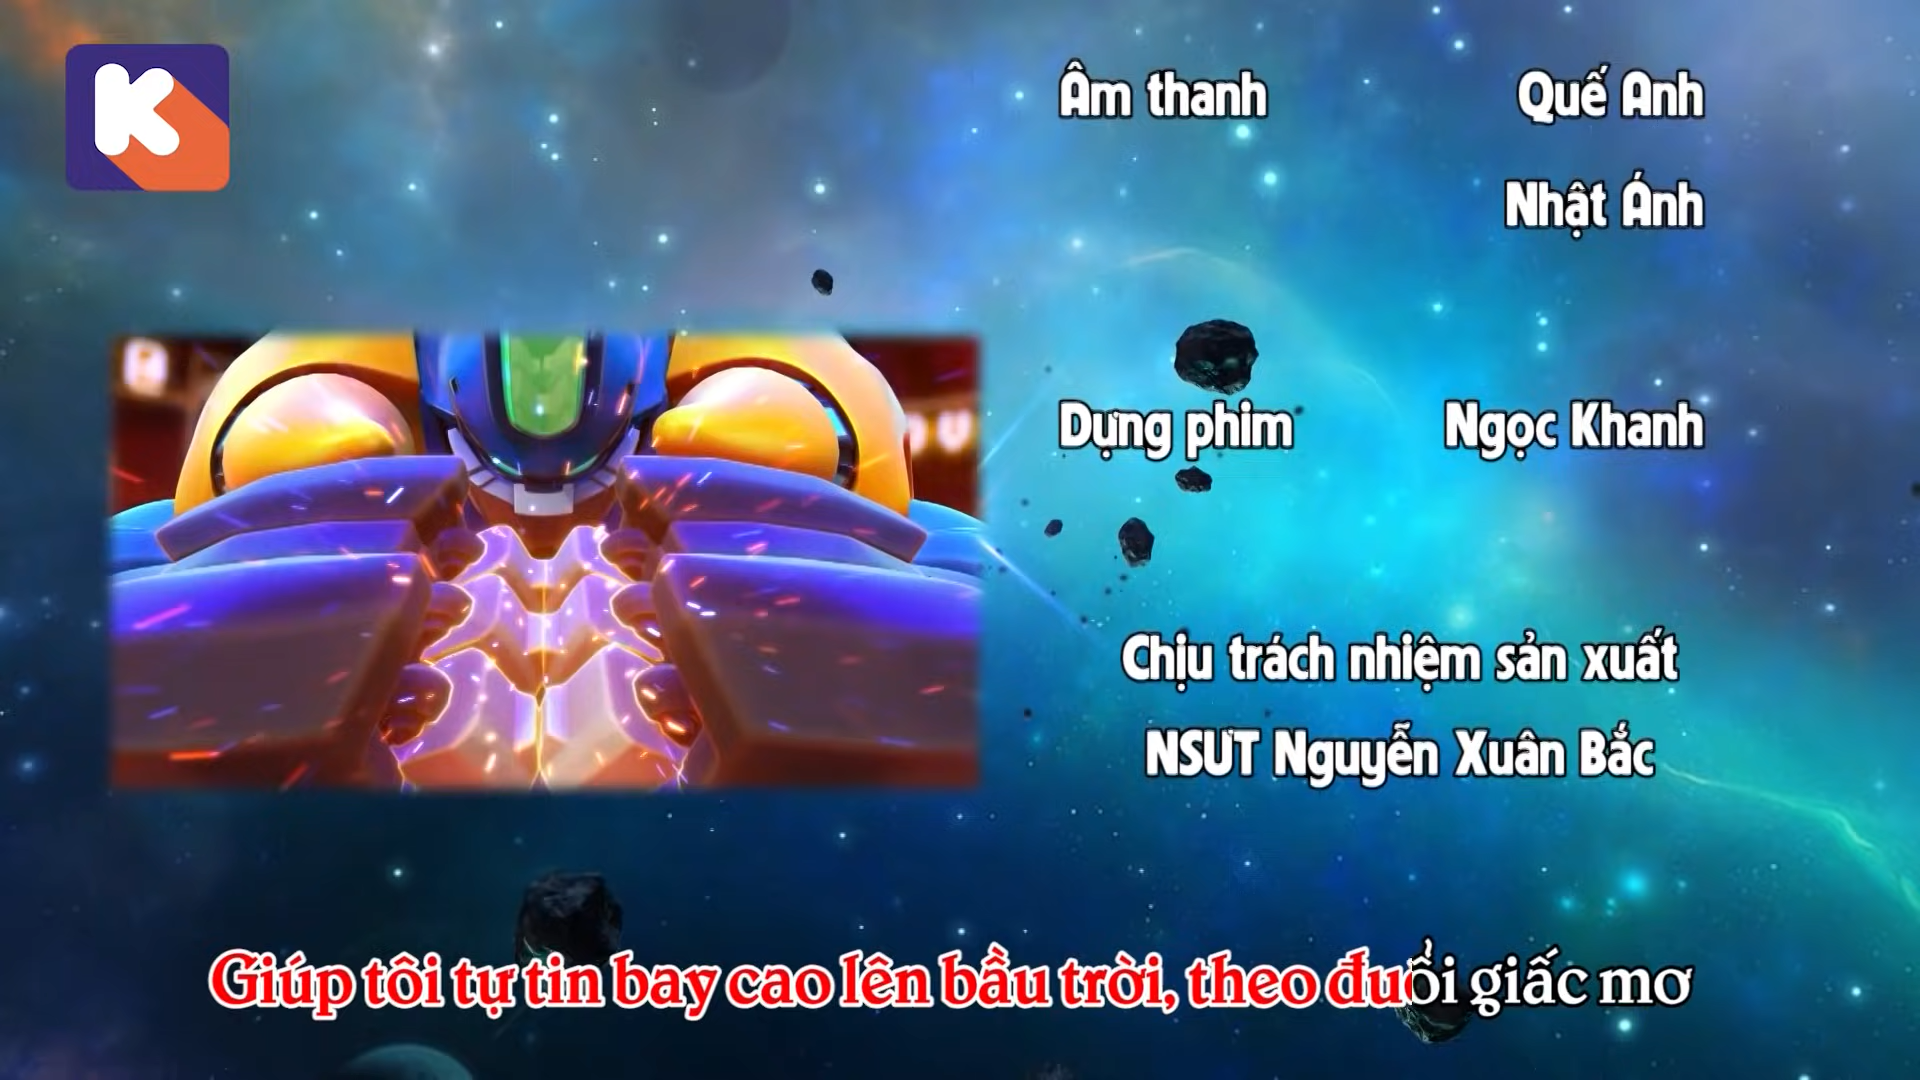 K
Âm thanh Quế Anh
Nhật Ánh
Dựng phim Ngọc Khanh
Chịu trách nhiệm sản xuất
NSƯT Nguyễn Xuân Bắc
Giúp tôi tự tin bay cao lên bầu trời, theo đuổi giấc mơ